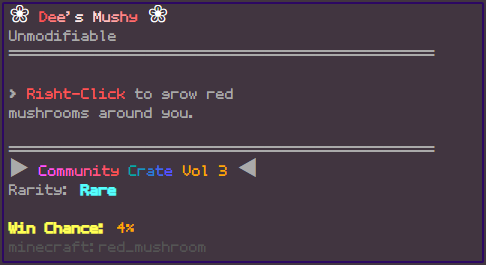 ❀ Dee's Mushy ❀
Unmodifiable
> Right-Click to grow red
mushrooms around you.
▶ Community Crate Vol 3 ◀
Rarity: Rare
Win Chance: 4%
minecraft:red_mushroom